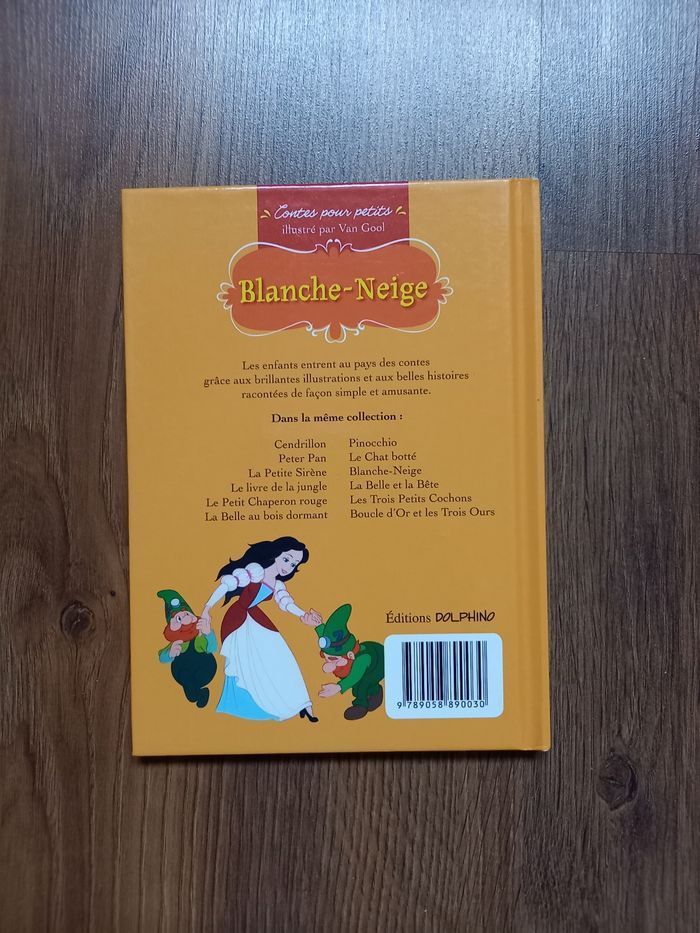 Contes pour petits
illustré par Van Gool
Blanche-Neige
Les enfants entrent au pays des contes
grâce aux brillantes illustrations et aux belles histoires
racontées de façon simple et amusante.
Dans la même collection :
Cendrillon Pinocchio
Peter Pan Le Chat botté
La Petite Sirène Blanche-Neige
Le livre de la jungle La Belle et la Bête
Le Petit Chaperon rouge Les Trois Petits Cochons
La Belle au bois dormant Boucle d'Or et les Trois Ours
Éditions DOLPHINO
9 789058 890030